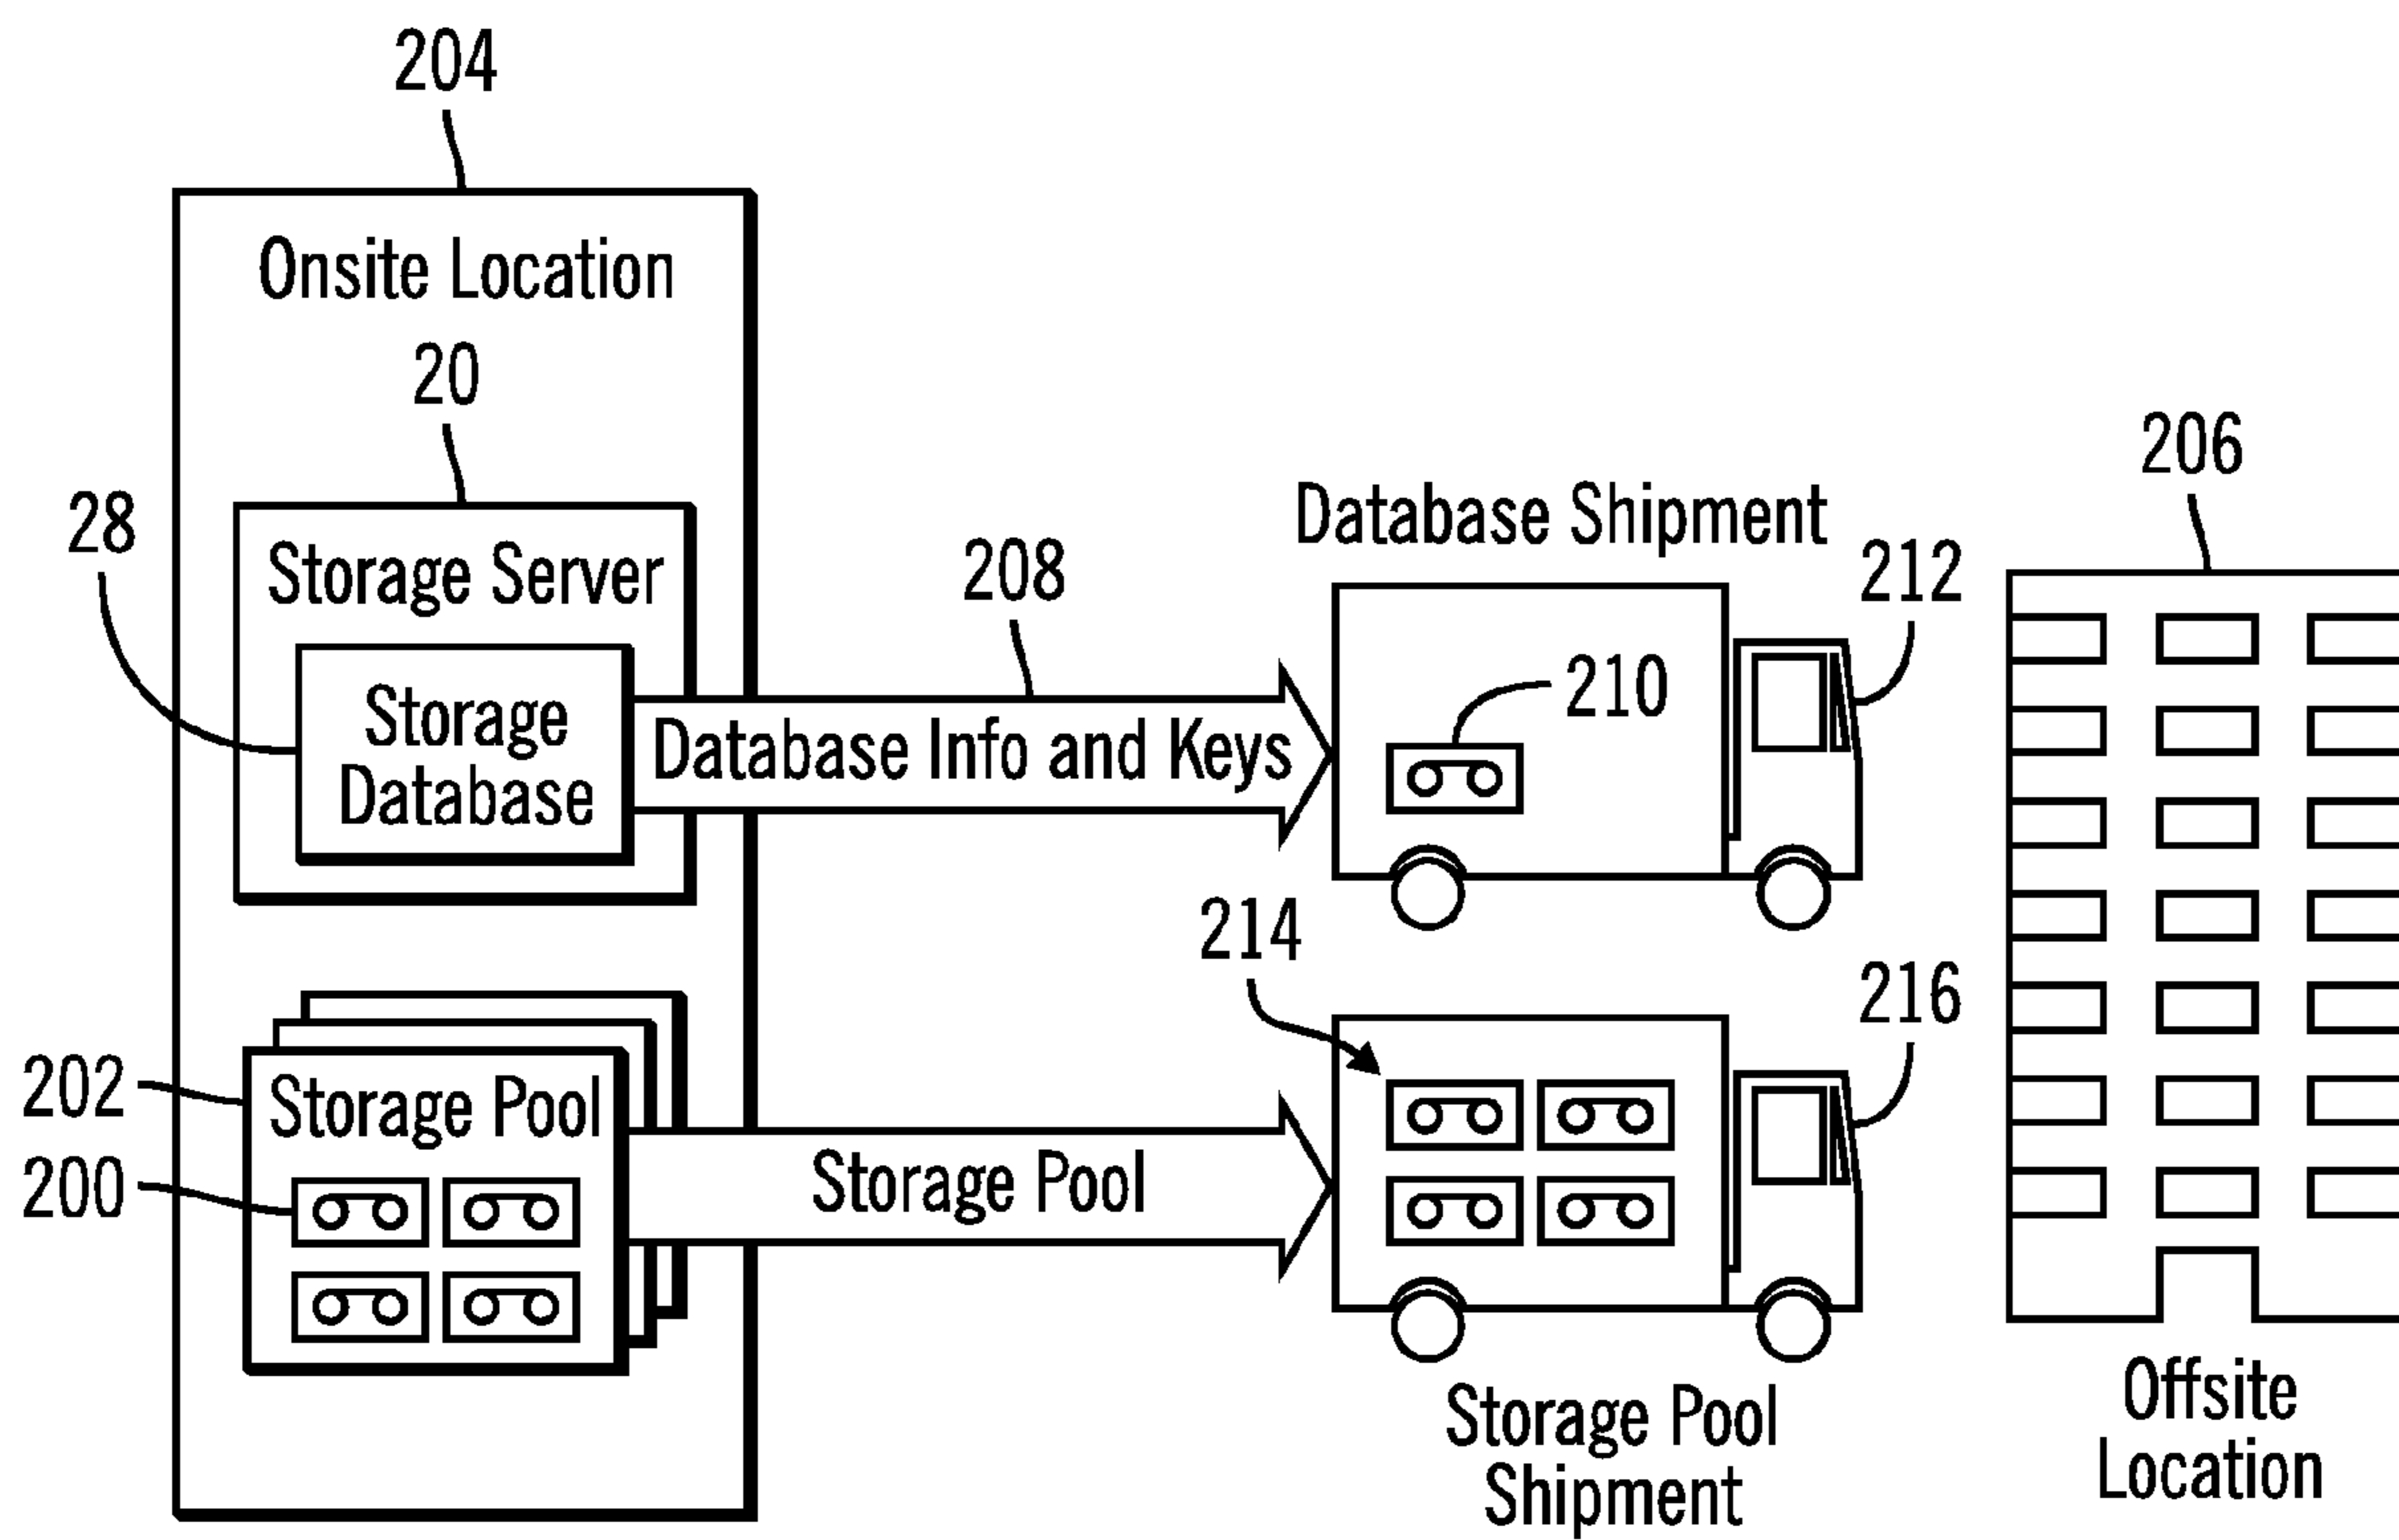 204
Onsite Location
20
28
Storage Server
Storage
Database
208
Database Info and Keys
Database Shipment
210
212
206
214
216
202
Storage Pool
200
Storage Pool
Storage Pool
Shipment
Offsite
Location